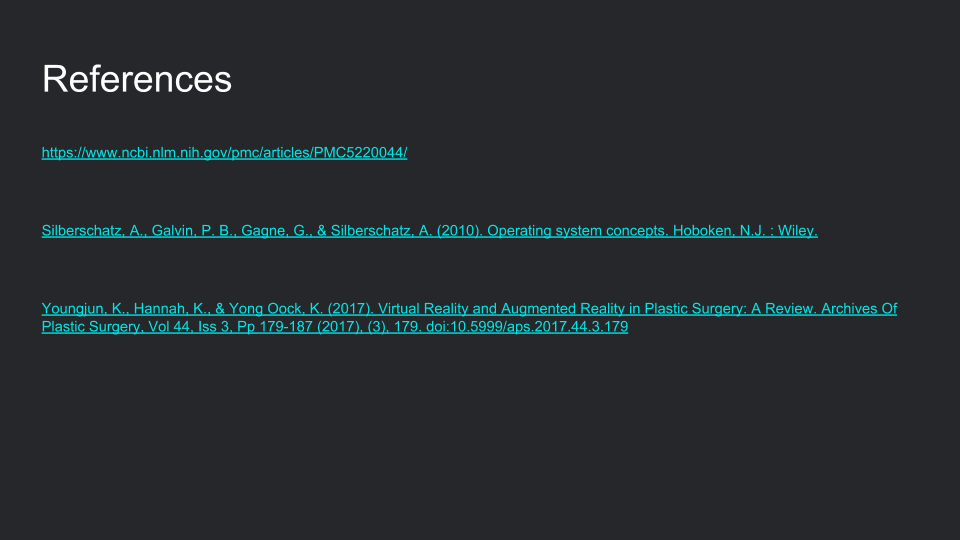 References
https://www.ncbi.nlm.nih.gov/pmc/articles/PMC5220044/
Silberschatz, A., Galvin, P. B., Gagne, G., & Silberschatz, A. (2010). Operating system concepts. Hoboken, N.J. : Wiley.
Youngjun, K., Hannah, K., & Yong Oock, K. (2017). Virtual Reality and Augmented Reality in Plastic Surgery: A Review. Archives Of
Plastic Surgery, Vol 44, Iss 3, Pp 179-187 (2017), (3), 179. doi:10.5999/aps.2017.44.3.179